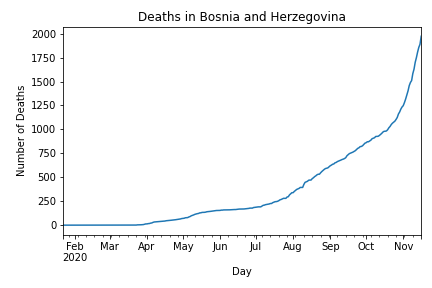 Deaths in Bosnia and Herzegovina
Number of Deaths
2000
1750
1500
1250
1000
750
500
250
0
Feb Mar Apr May Jun Jul Aug Sep Oct Nov
2020
Day